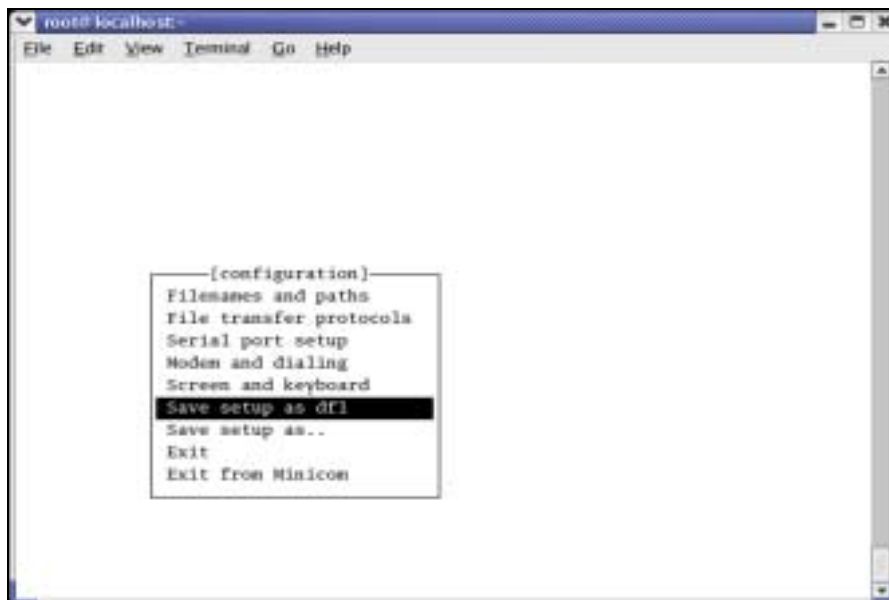 root@localhost:~
File Edit View Terminal Go Help
[configuration]
Filenames and paths
File transfer protocols
Serial port setup
Modem and dialing
Screen and keyboard
Save setup as dfl
Save setup as..
Exit
Exit from Minicom